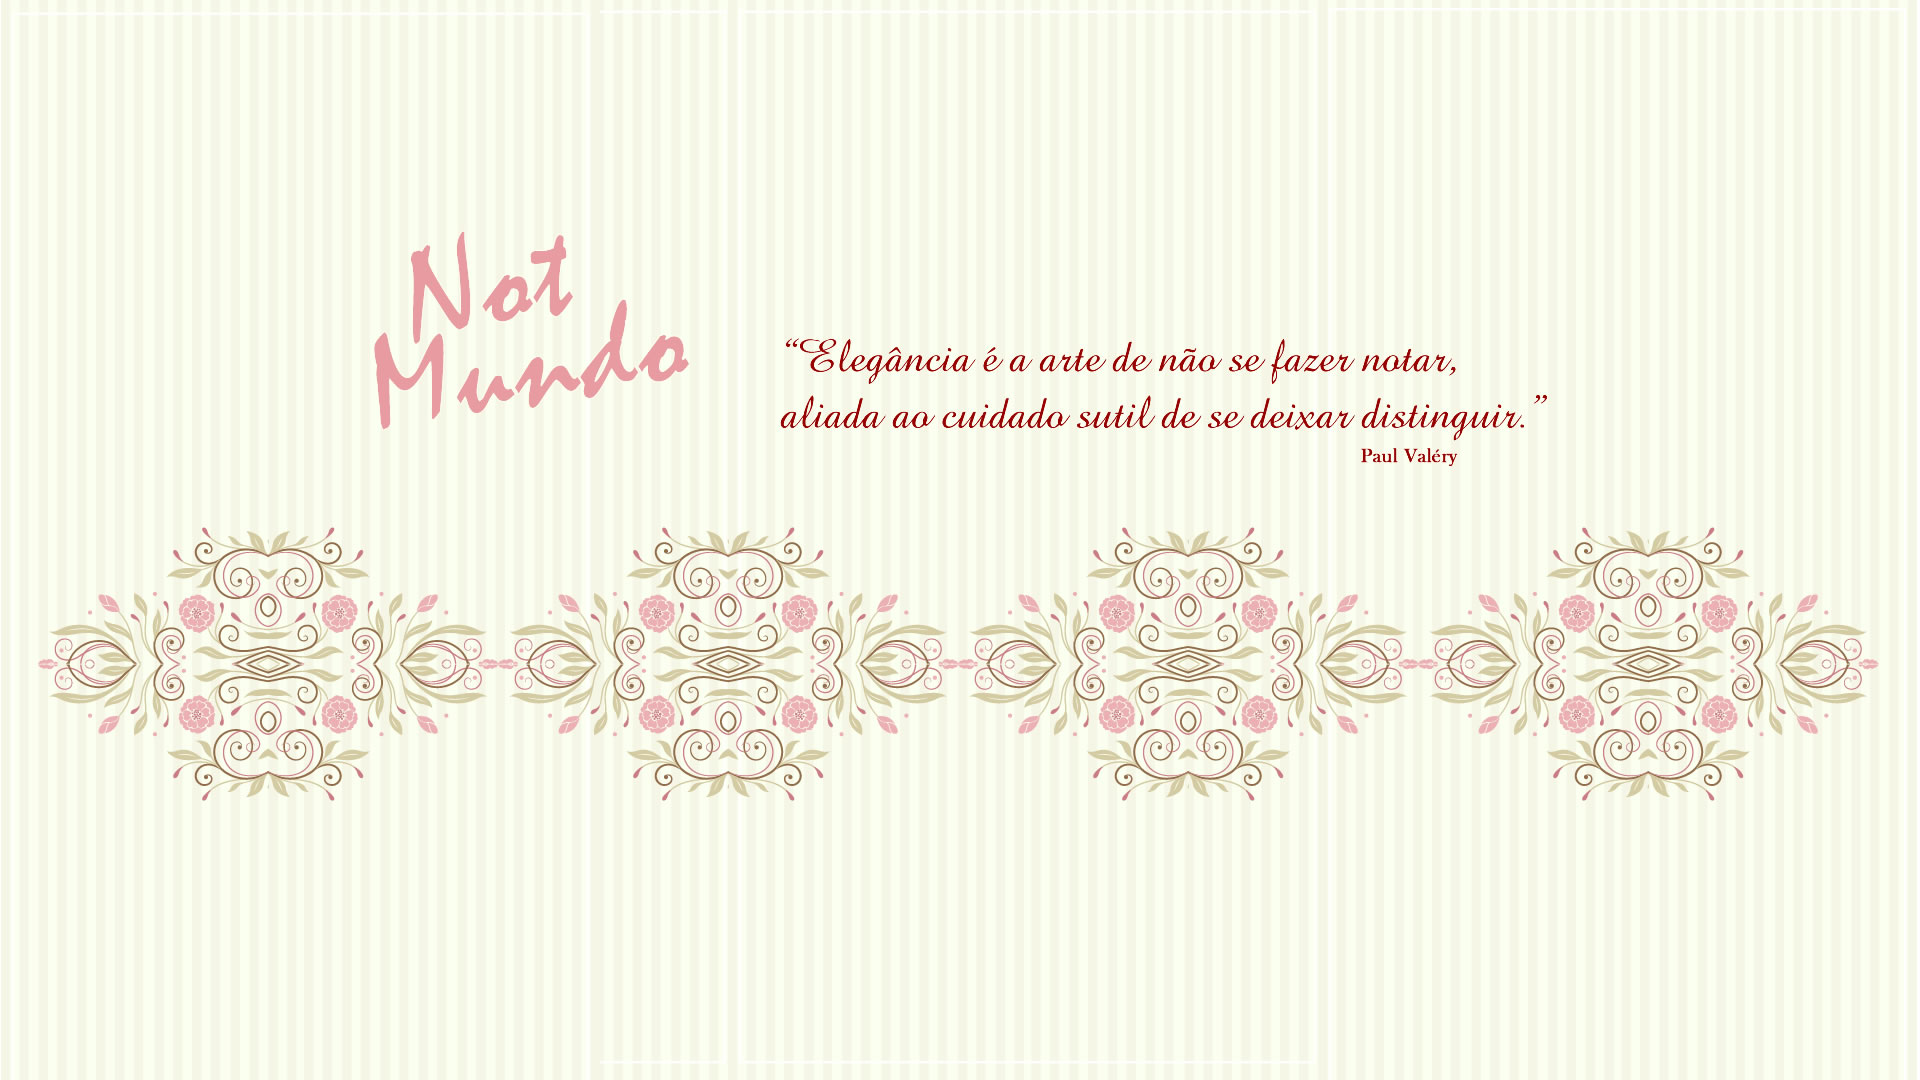 Not
Mundo
“Elegância é a arte de não se fazer notar,
aliada ao cuidado sutil de se deixar distinguir.”
Paul Valéry